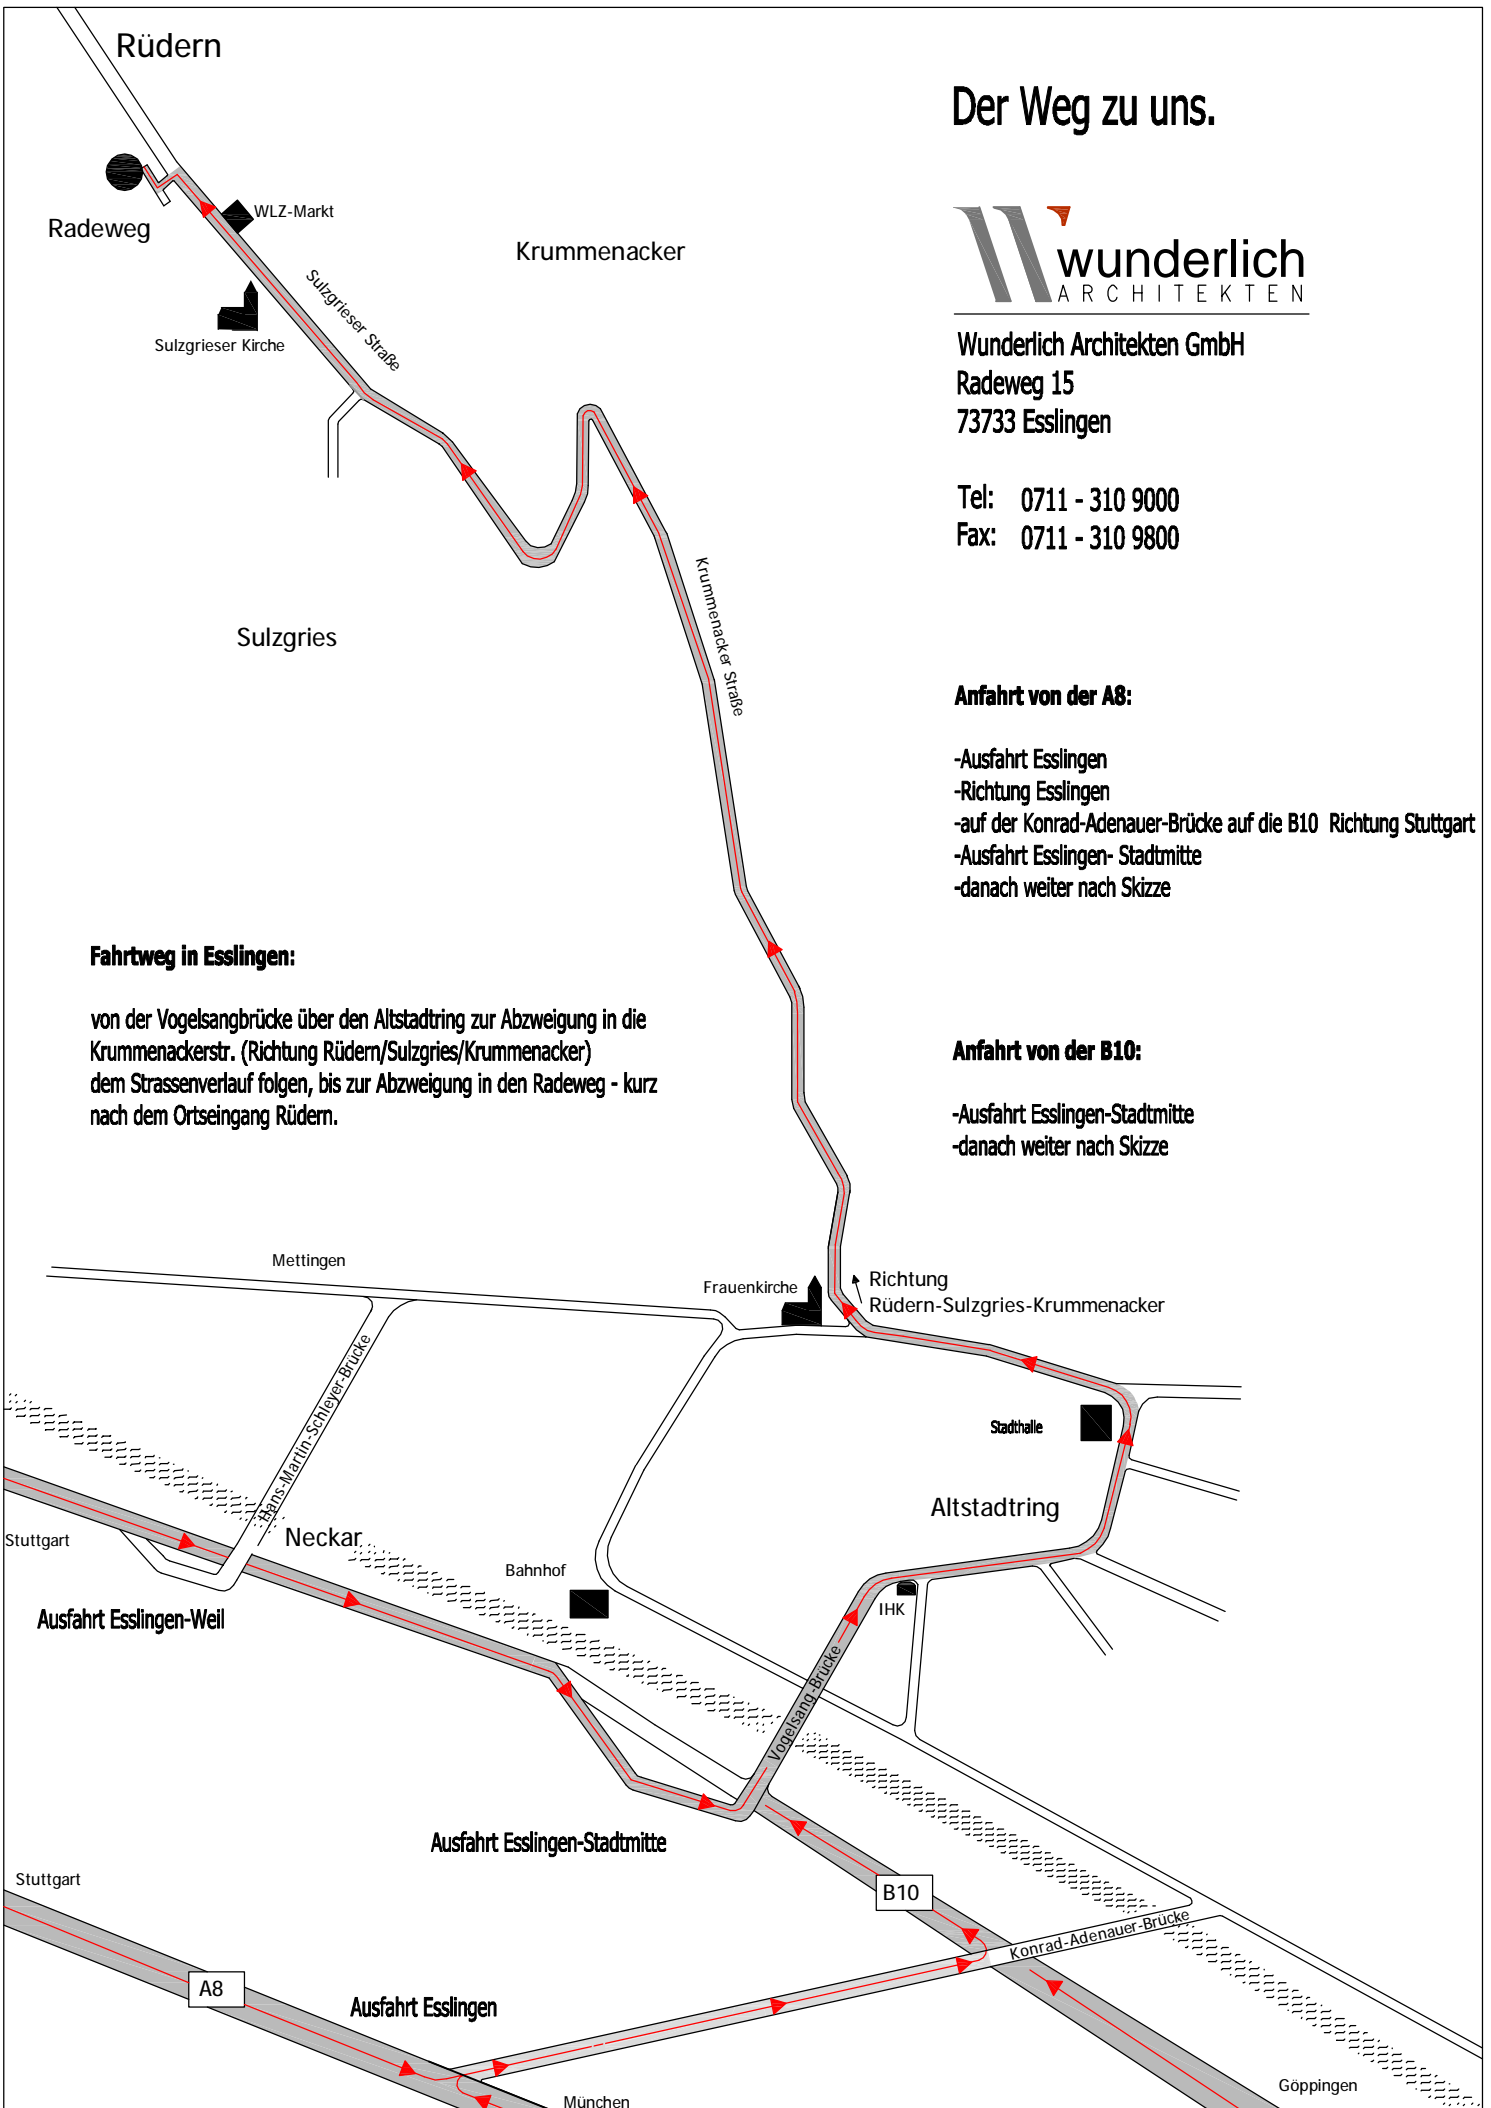 Rüdern
Der Weg zu uns.
WLZ-Markt
Radeweg
Krummenacker
wunderlich
ARCHITEKTEN
Sulzgrieser Straße
Sulzgrieser Kirche
Wunderlich Architekten GmbH
Radeweg 15
73733 Esslingen
Tel: 0711 - 310 9000
Fax: 0711 - 310 9800
Krummenacker Straße
Sulzgries
Anfahrt von der A8:
-Ausfahrt Esslingen
-Richtung Esslingen
-auf der Konrad-Adenauer-Brücke auf die B10 Richtung Stuttgart
-Ausfahrt Esslingen- Stadtmitte
-danach weiter nach Skizze
Fahrtweg in Esslingen:
von der Vogelsangbrücke über den Altstadtring zur Abzweigung in die
Krummenackerstr. (Richtung Rüdern/Sulzgries/Krummenacker)
dem Strassenverlauf folgen, bis zur Abzweigung in den Radeweg - kurz
nach dem Ortseingang Rüdern.
Anfahrt von der B10:
-Ausfahrt Esslingen-Stadtmitte
-danach weiter nach Skizze
Mettingen
Frauenkirche
Richtung
Rüdern-Sulzgries-Krummenacker
Hans-Martin-Schleyer-Brücke
Stadthalle
Altstadtring
Stuttgart
Neckar
Bahnhof
IHK
Ausfahrt Esslingen-Weil
Vogelsang-Brücke
Ausfahrt Esslingen-Stadtmitte
Stuttgart
B10
Konrad-Adenauer-Brücke
A8
Ausfahrt Esslingen
Göppingen
München